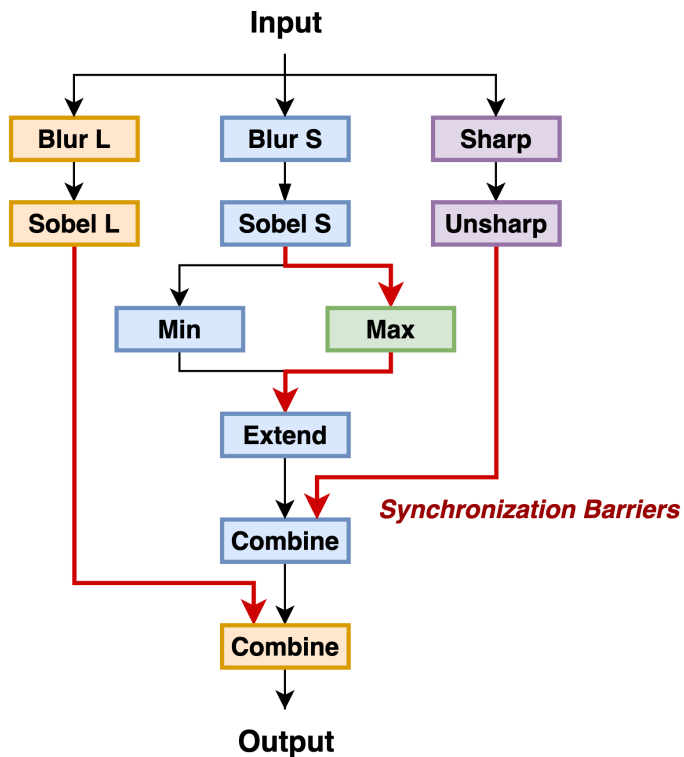 Input
Blur L
Blur S
Sharp
Sobel L
Sobel S
Unsharp
Min
Max
Extend
Synchronization Barriers
Combine
Combine
Output